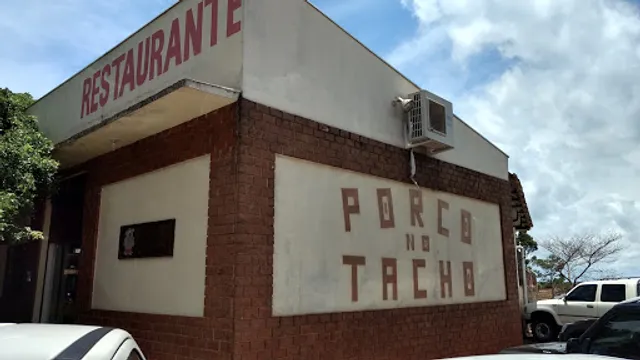 RESTAURANTE
PORCO
NO
TACHO